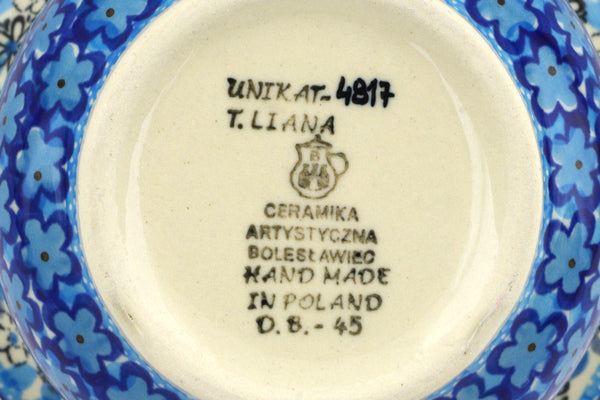 UNIKAT-4817
T. LIANA
B
CERAMIKA
ARTYSTYCZNA
BOLESŁAWIEC
HAND MADE
IN POLAND
D.B.-45